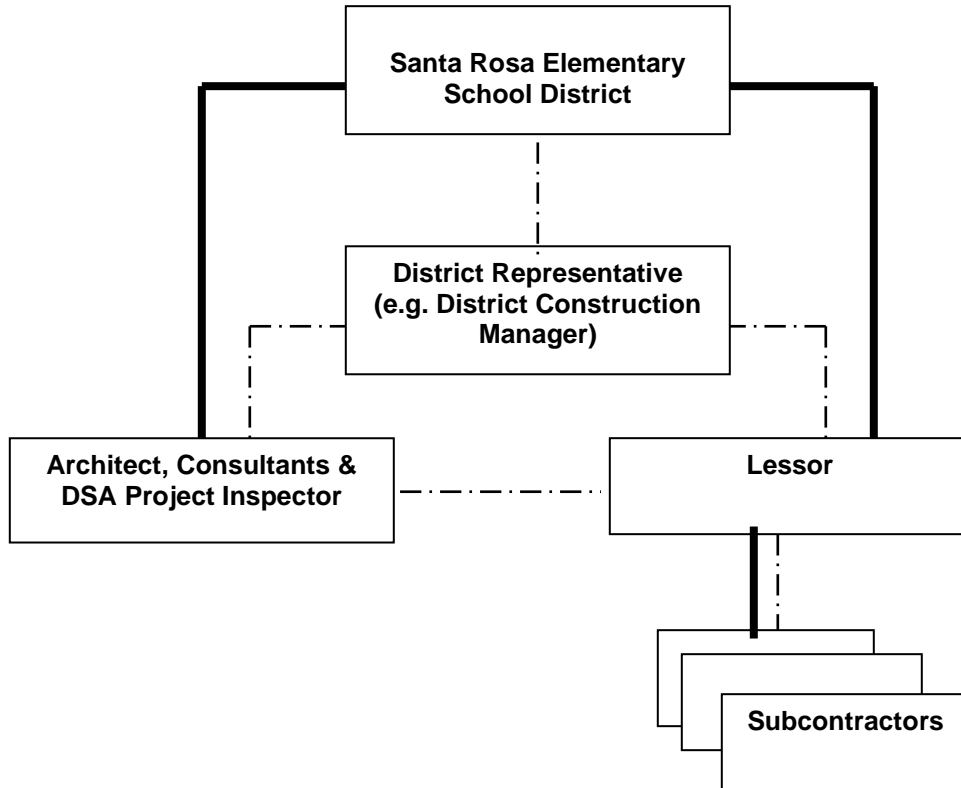 Santa Rosa Elementary
School District
District Representative
(e.g. District Construction
Manager)
Architect, Consultants &
DSA Project Inspector
Lessor
Subcontractors